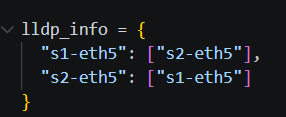 lldp_info = {
"s1-eth5": ["s2-eth5"],
"s2-eth5": ["s1-eth5"]
}